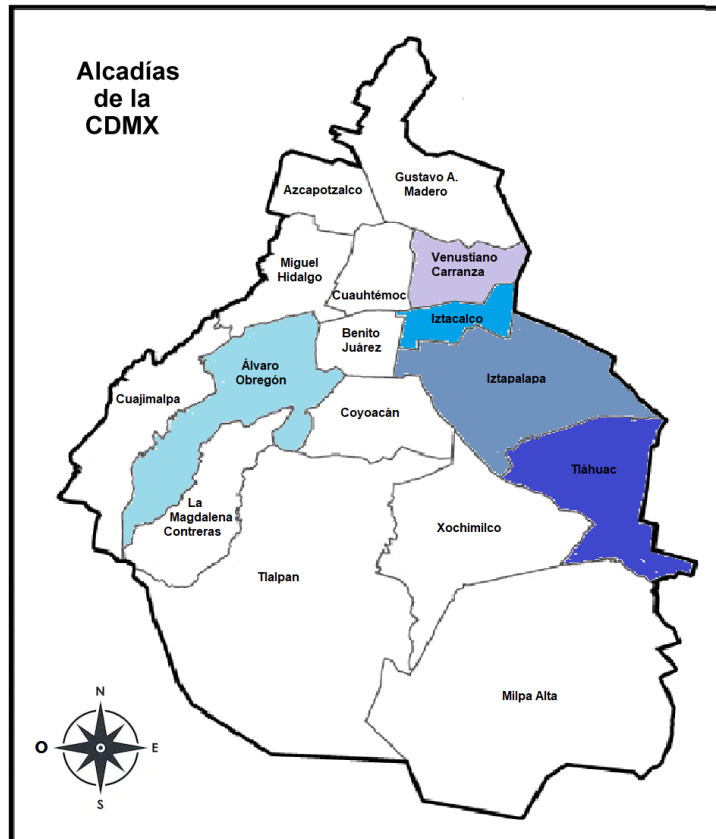 Alcadías
de la
CDMX
Gustavo A.
Madero
Azcapotzalco
Venustiano
Carranza
Miguel
Hidalgo
Cuauhtémoc
Iztacalco
Benito
Juárez
Álvaro
Obregón
Iztapalapa
Cuajimalpa
Coyoacán
Tláhuac
La
Magdalena
Contreras
Xochimilco
Tlalpan
Milpa Alta
N
O
E
S